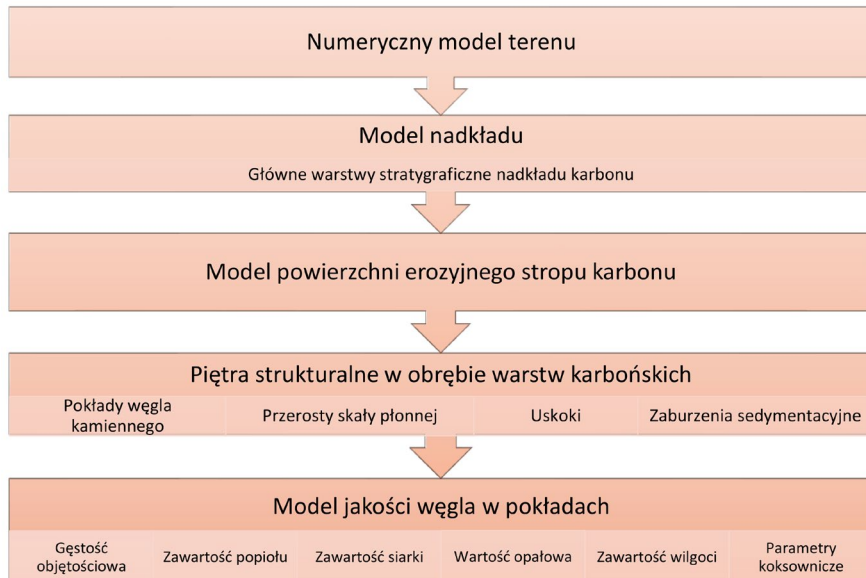 Numeryczny model terenu
Model nadkładu
Główne warstwy stratygraficzne nadkładu karbonu
Model powierzchni erozyjnego stropu karbonu
Piętra strukturalne w obrębie warstw karbońskich
Pokłady węgla
kamiennego
Przerosty skały płonnej
Uskoki
Zaburzenia sedymentacyjne
Model jakości węgla w pokładach
Gęstość
objętościowa
Zawartość popiołu
Zawartość siarki
Wartość opałowa
Zawartość wilgoci
Parametry
koksownicze